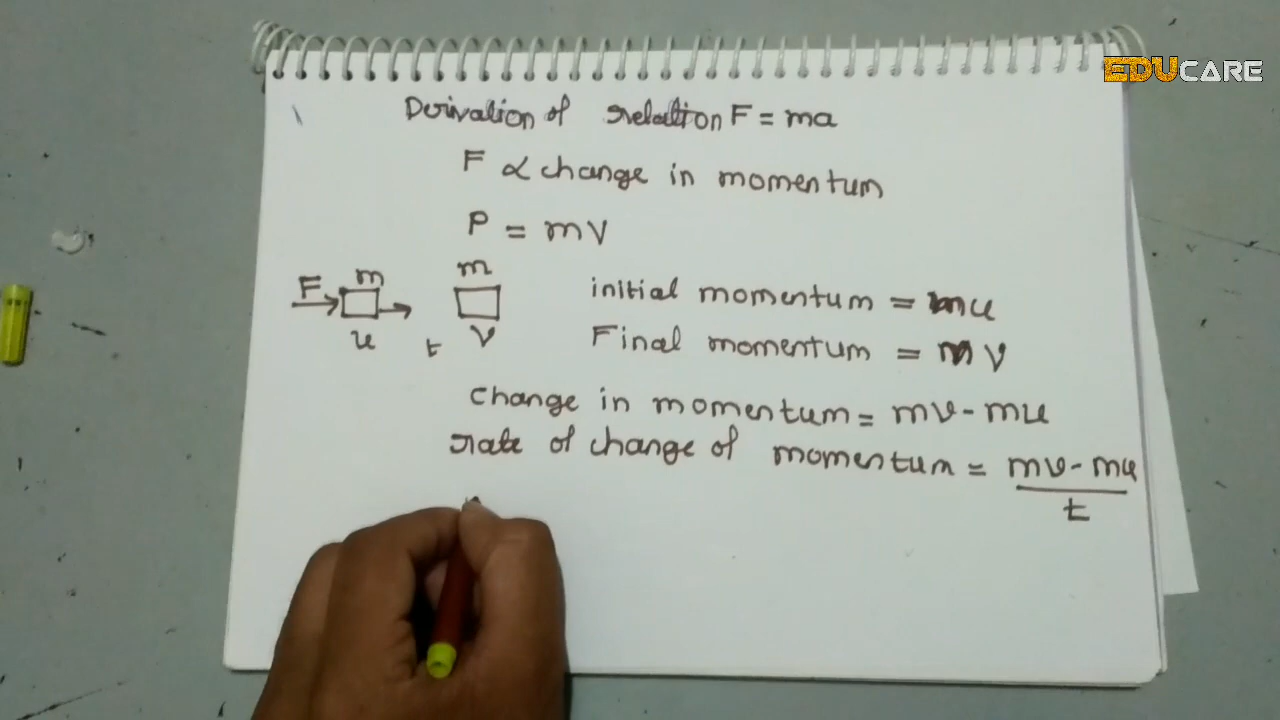 EDUCARE
Derivation of relation F = ma
F ∝ change in momentum
P = mv
F m m
u t v
initial momentum = mu
Final momentum = mv
change in momentum = mv - mu
rate of change of momentum = mv - mu
t